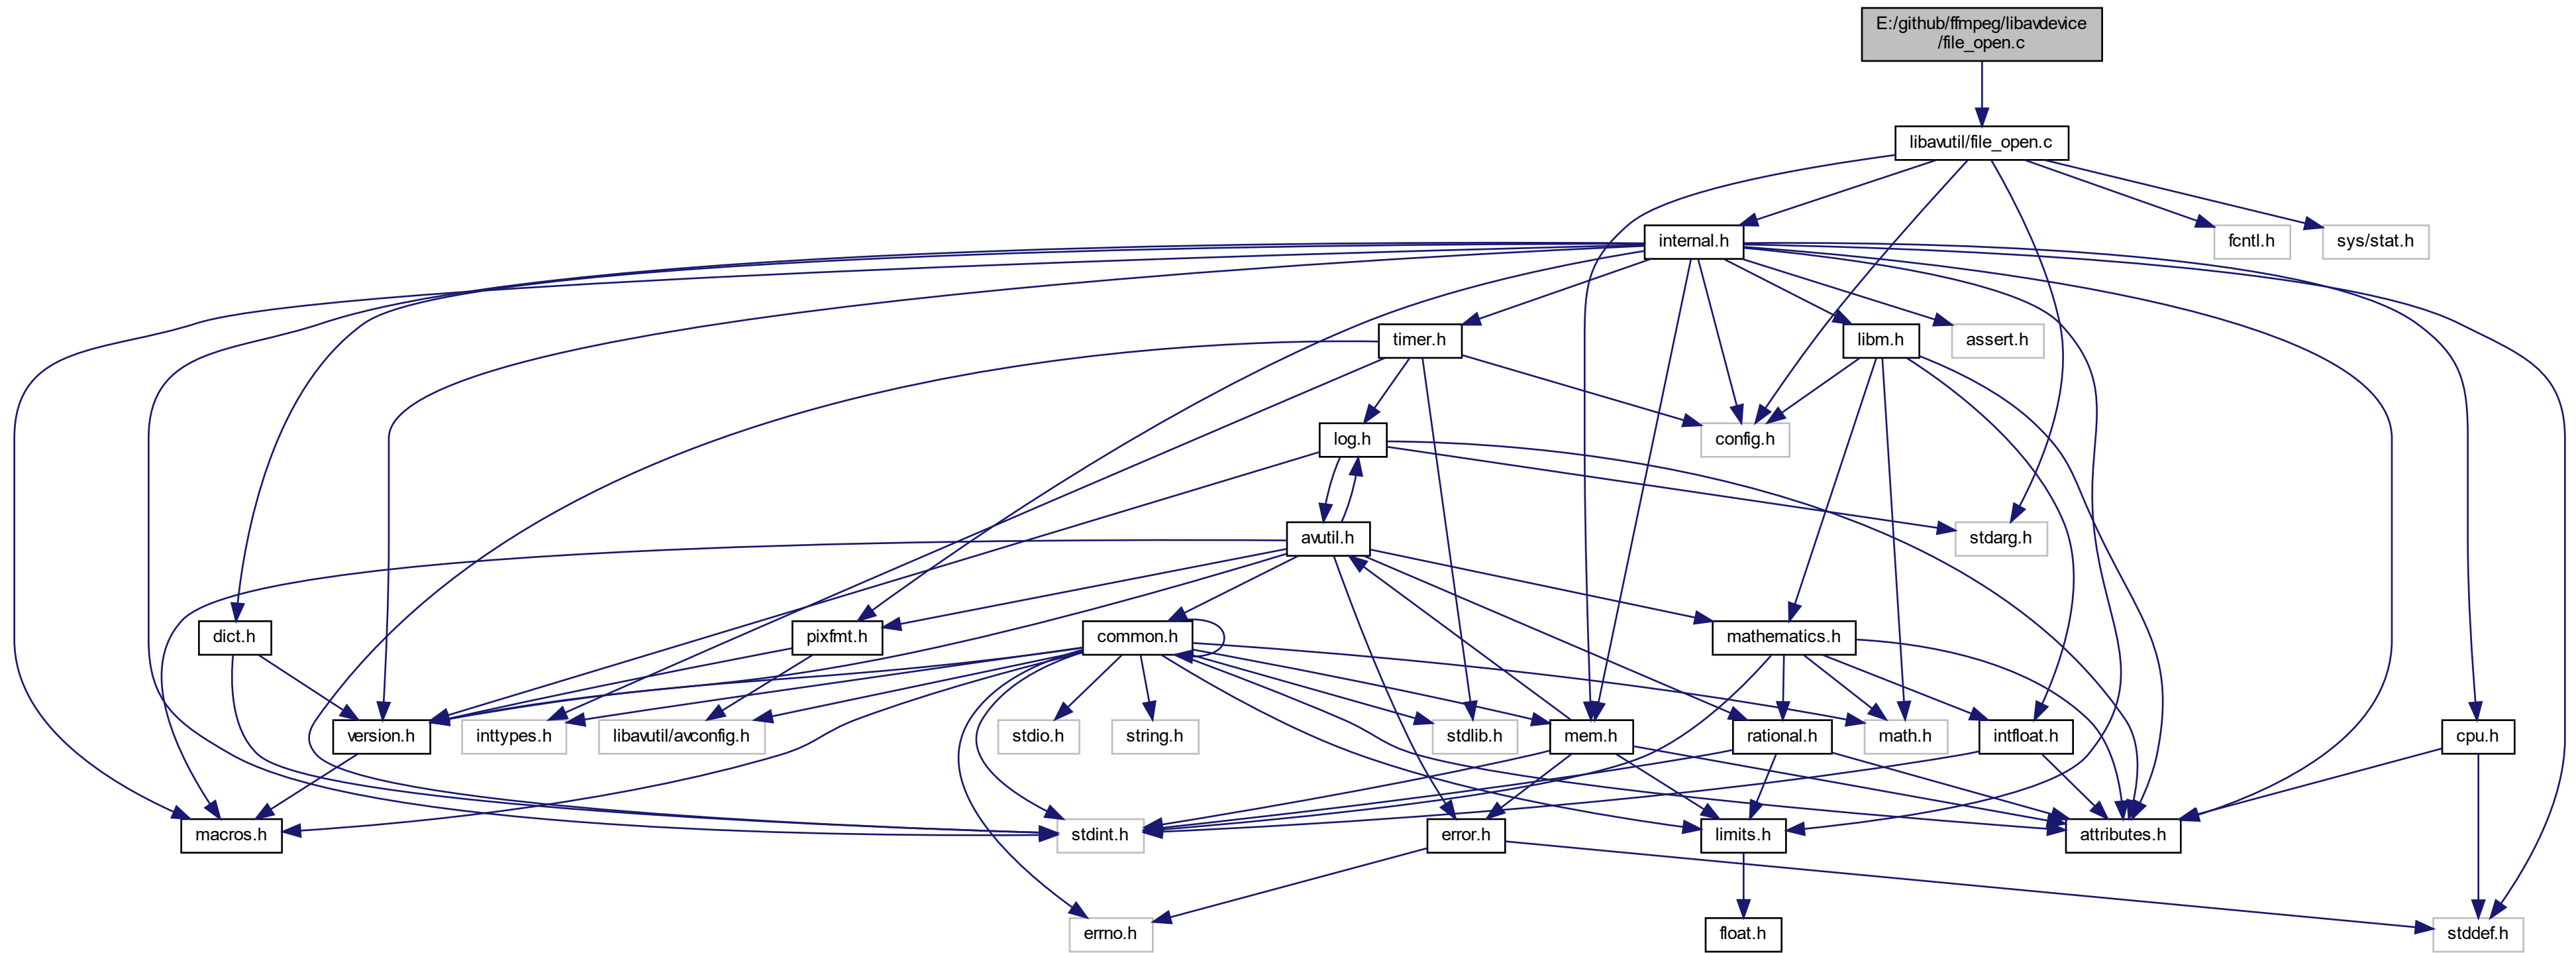 E:/github/ffmpeg/libavdevice
/file_open.c
libavutil/file_open.c
internal.h
fcntl.h
sys/stat.h
timer.h
libm.h
assert.h
log.h
config.h
avutil.h
stdarg.h
dict.h
pixfmt.h
common.h
mathematics.h
version.h
inttypes.h
libavutil/avconfig.h
stdio.h
string.h
stdlib.h
mem.h
rational.h
math.h
intfloat.h
cpu.h
macros.h
stdint.h
error.h
limits.h
attributes.h
errno.h
float.h
stddef.h